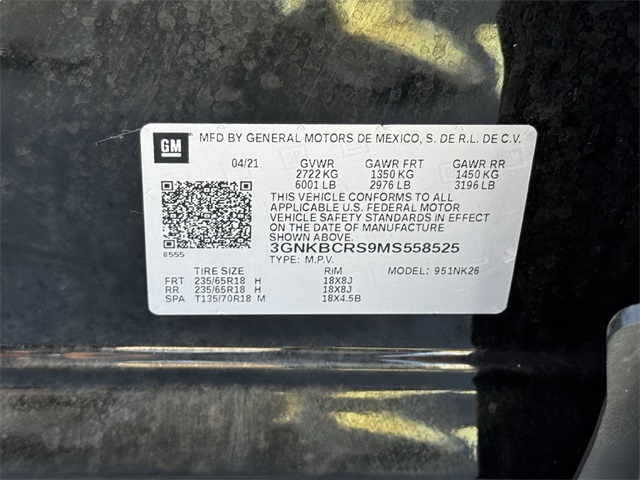 GM MFD BY GENERAL MOTORS DE MEXICO, S. DE R.L. DE C.V.
04/21 GVWR GAWR FRT GAWR RR
2722 KG 1350 KG 1450 KG
6001 LB 2976 LB 3196 LB
THIS VEHICLE CONFORMS TO ALL
APPLICABLE U.S. FEDERAL MOTOR
VEHICLE SAFETY STANDARDS IN EFFECT
ON THE DATE OF MANUFACTURE
SHOWN ABOVE.
3GNKBCRS9MS558525
8555
TYPE: M.P.V.
TIRE SIZE RIM MODEL: 951NK26
FRT 235/65R18 H 18X8J
RR 235/65R18 H 18X8J
SPA T135/70R18 M 18X4.5B